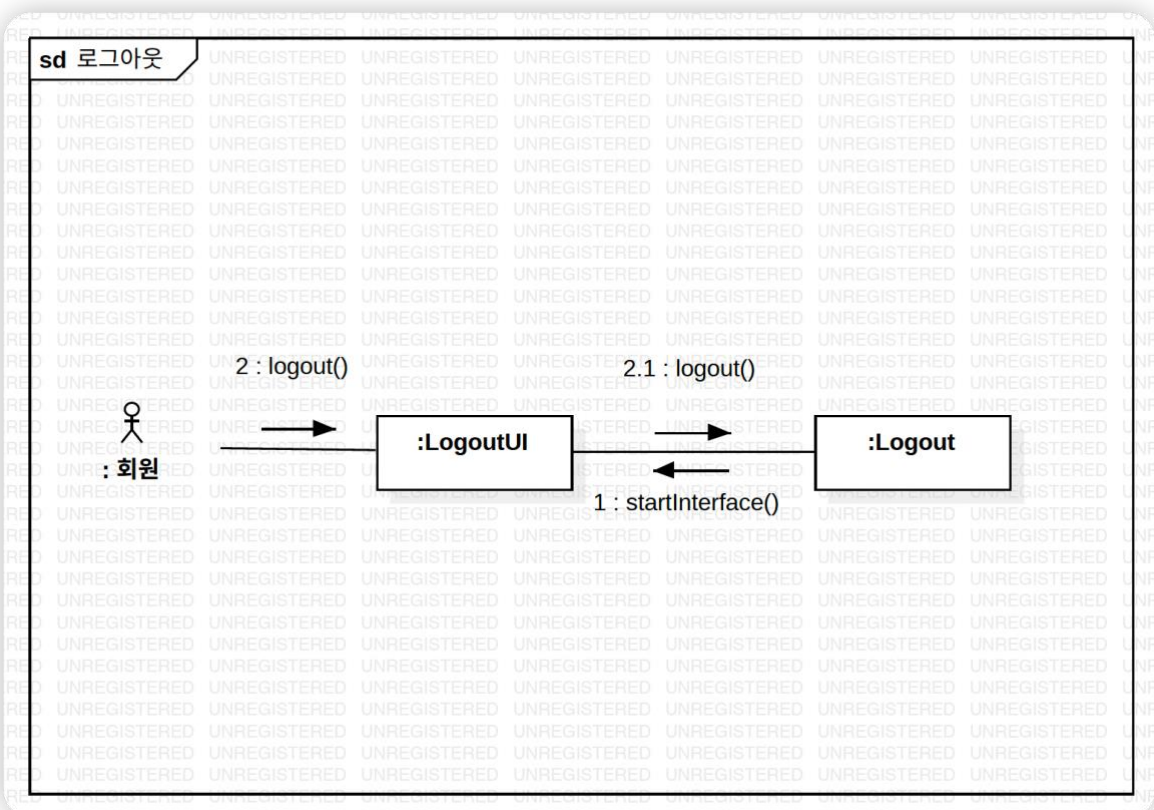 sd 로그아웃
2 : logout()
2.1 : logout()
:LogoutUI
:Logout
: 회원
1 : startInterface()